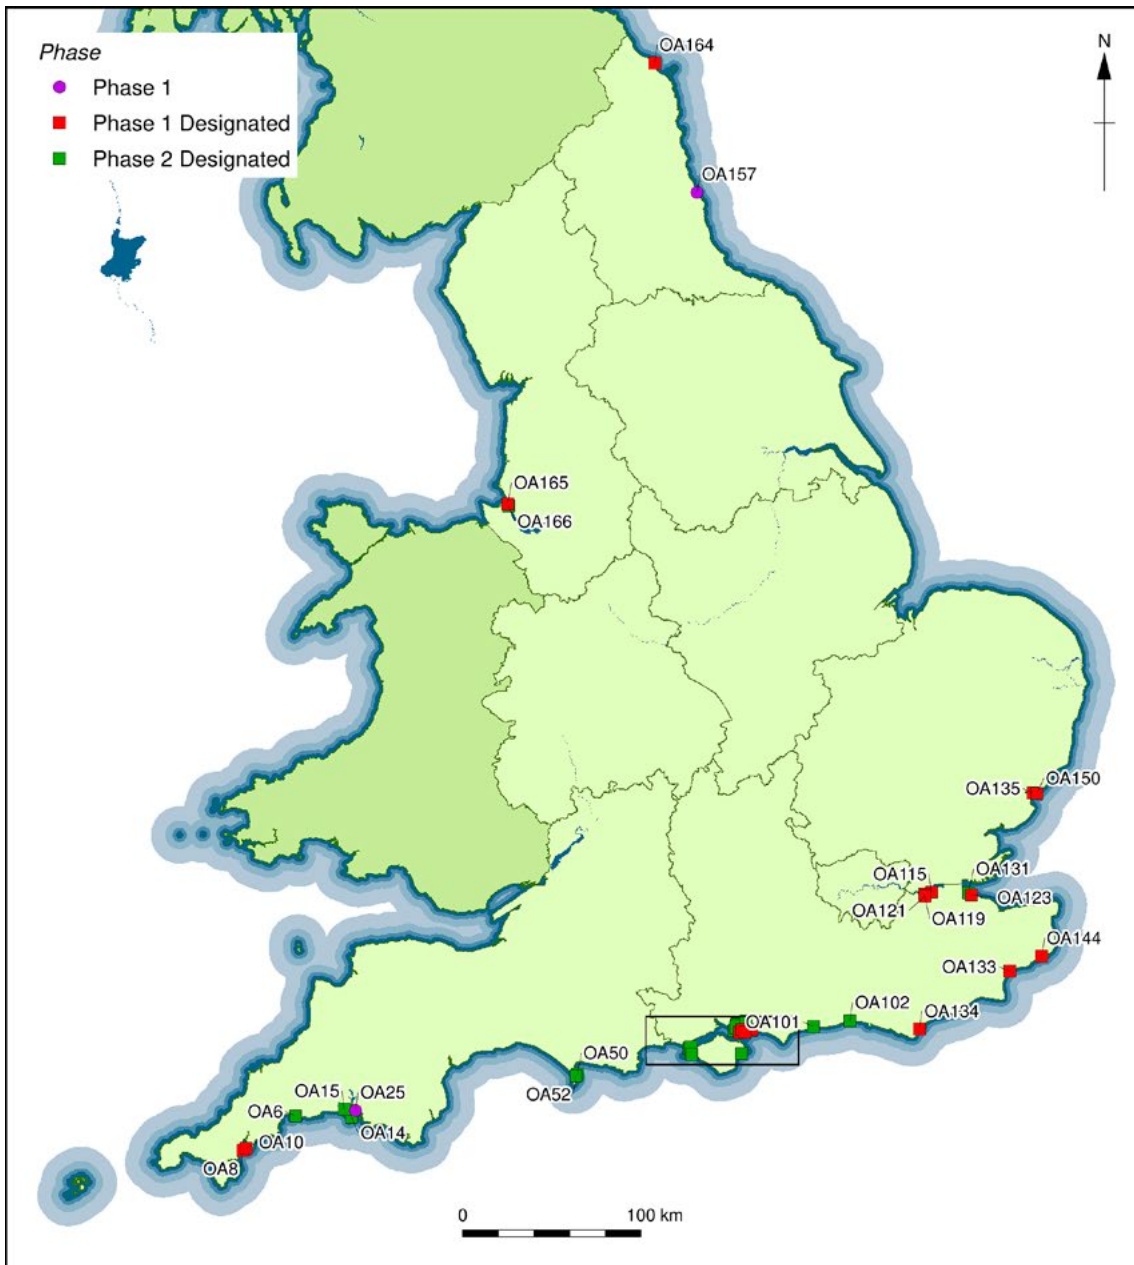 Phase
Phase 1
Phase 1 Designated
Phase 2 Designated
N
OA164
OA157
OA165
OA166
OA135
OA150
OA115
OA131
OA121
OA123
OA119
OA144
OA133
OA102
OA101
OA134
OA50
OA52
OA15
OA25
OA6
OA14
OA10
OA8
0
100 km